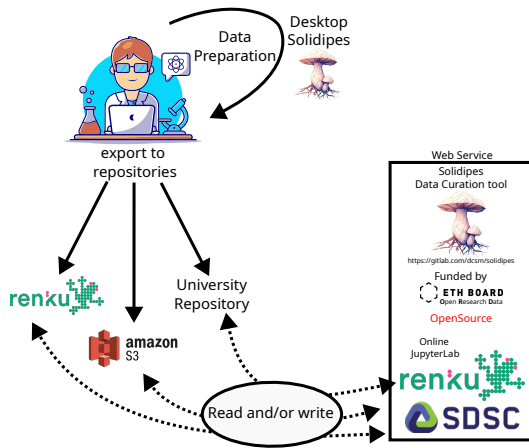 Data
Preparation
Desktop
Solidipes
export to
repositories
renku
amazon
S3
University
Repository
Read and/or write
Web Service
Solidipes
Data Curation tool
https://gitlab.com/dcsm/solidipes
Funded by
ETH BOARD
Open Research Data
OpenSource
Online
JupyterLab
renku
SDSC